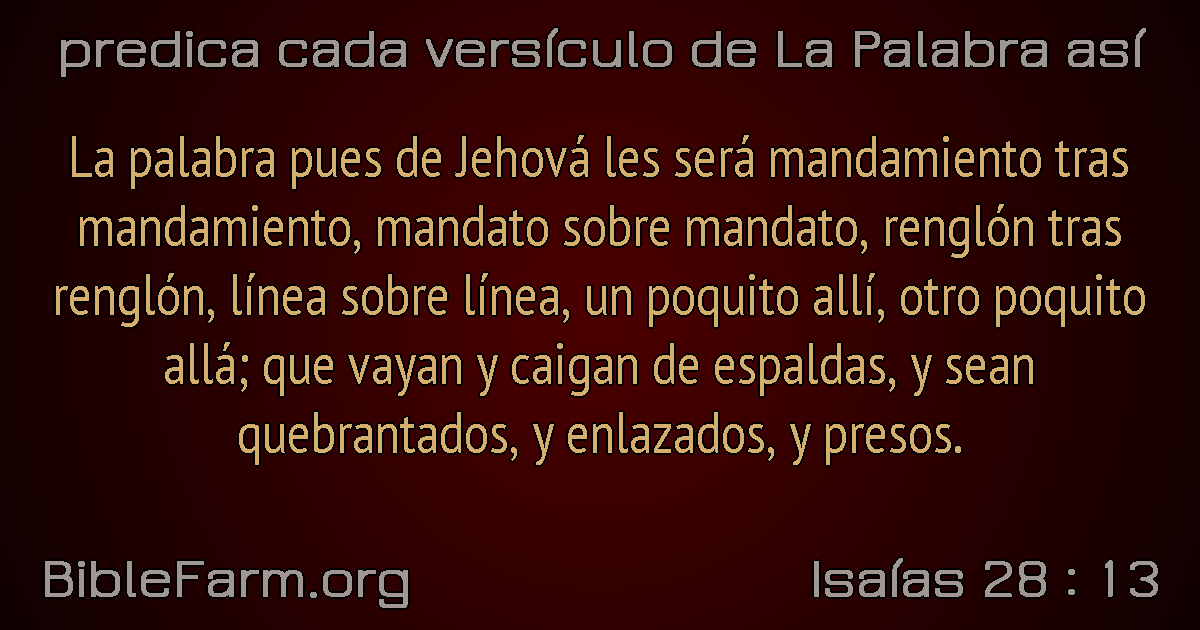 predica cada versículo de La Palabra así
La palabra pues de Jehová les será mandamiento tras
mandamiento, mandato sobre mandato, renglón tras
renglón, línea sobre línea, un poquito allí, otro poquito
allá; que vayan y caigan de espaldas, y sean
quebrantados, y enlazados, y presos.
BibleFarm.org
Isaías 28 : 13